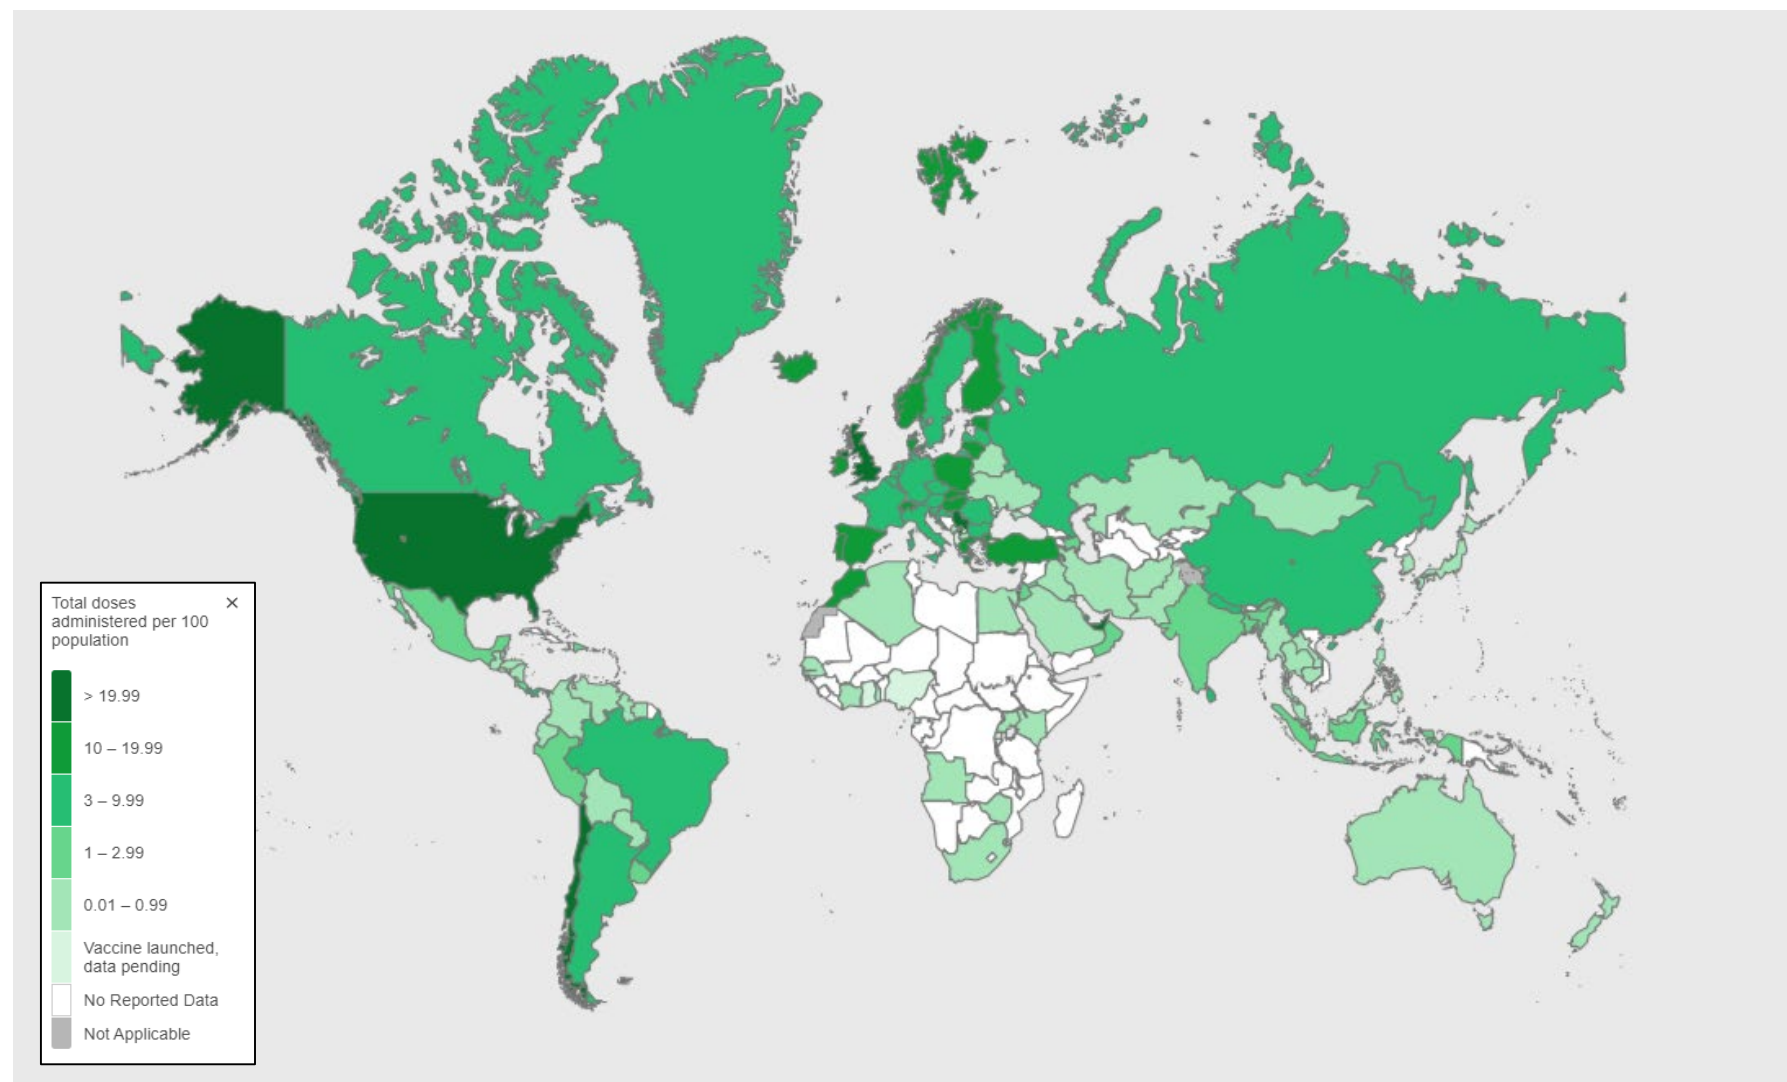 Total doses ✕
administered per 100
population
> 19.99
10 – 19.99
3 – 9.99
1 – 2.99
0.01 – 0.99
Vaccine launched,
data pending
No Reported Data
Not Applicable